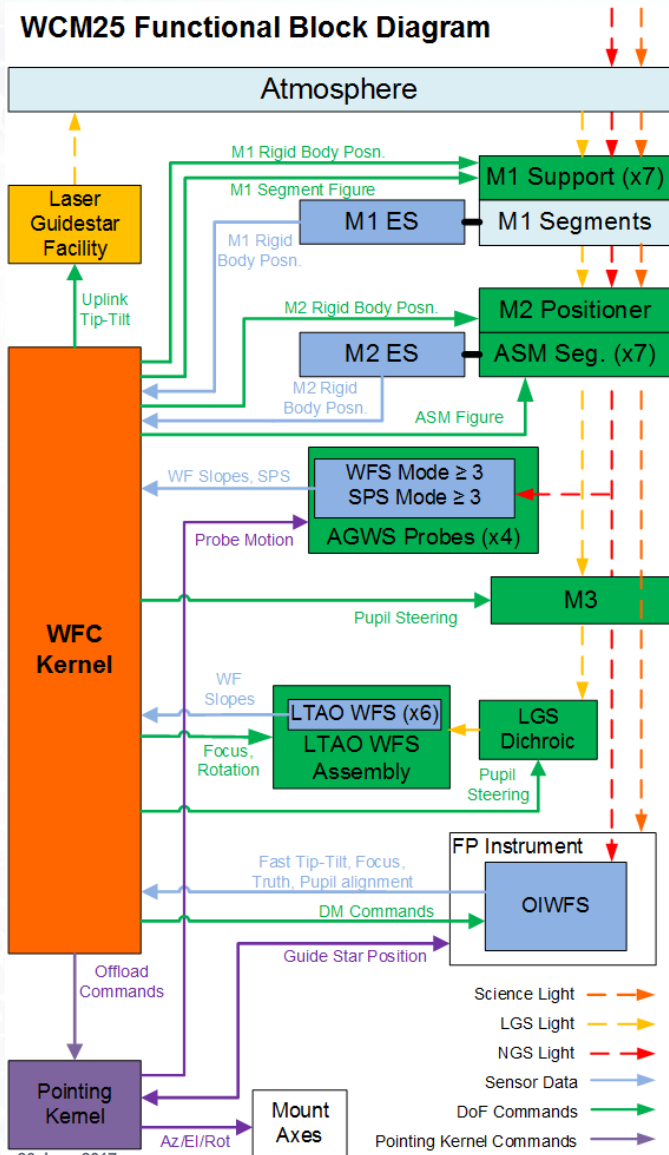 WCM25 Functional Block Diagram
Atmosphere
M1 Rigid Body Posn.
M1 Support (x7)
Laser
Guidestar
Facility
M1 Segment Figure
M1 ES
M1 Segments
M1 Rigid
Body Posn.
Uplink
Tip-Tilt
M2 Rigid Body Posn.
M2 Positioner
M2 ES
ASM Seg. (x7)
M2 Rigid
Body Posn.
ASM Figure
WF Slopes, SPS
WFS Mode ≥ 3
SPS Mode ≥ 3
Probe Motion
AGWS Probes (x4)
M3
Pupil Steering
WFC
Kernel
WF
Slopes
LTAO WFS (x6)
LTAO WFS
Assembly
LGS
Dichroic
Focus,
Rotation
Pupil
Steering
FP Instrument
Fast Tip-Tilt, Focus,
Truth, Pupil alignment
OIWFS
DM Commands
Guide Star Position
Offload
Commands
Science Light
LGS Light
NGS Light
Sensor Data
DoF Commands
Pointing Kernel Commands
Pointing
Kernel
Az/El/Rot
Mount
Axes